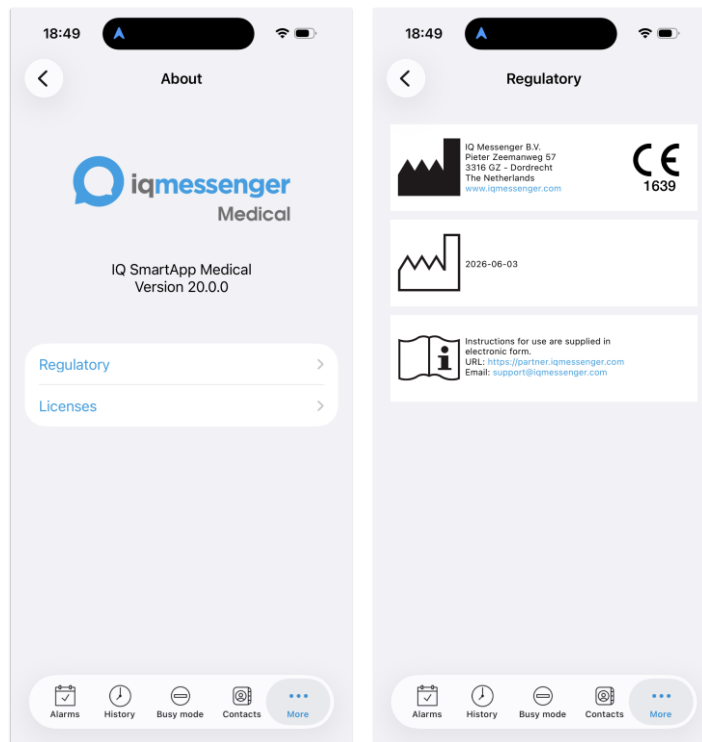 18:49
About
iqmessenger
Medical
IQ SmartApp Medical
Version 20.0.0
Regulatory
Licenses
Alarms
History
Busy mode
Contacts
More
18:49
Regulatory
IQ Messenger B.V.
Pieter Zeemanweg 57
3316 GZ - Dordrecht
The Netherlands
www.iqmessenger.com
CE
1639
2026-06-03
Instructions for use are supplied in
electronic form.
URL: https://partner.iqmessenger.com
Email: support@iqmessenger.com
Alarms
History
Busy mode
Contacts
More